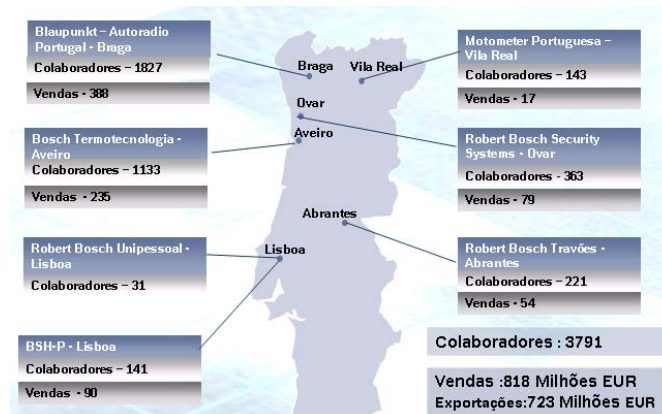 Blaupunkt – Autoradio
Portugal - Braga
Colaboradores – 1827
Vendas - 388
Bosch Termotecnologia -
Aveiro
Colaboradores – 1133
Vendas - 235
Robert Bosch Unipessoal -
Lisboa
Colaboradores – 31
BSH-P - Lisboa
Colaboradores – 141
Vendas - 90
Braga
Vila Real
Ovar
Aveiro
Abrantes
Lisboa
Motometer Portuguesa –
Vila Real
Colaboradores – 143
Vendas - 17
Robert Bosch Security
Systems - Ovar
Colaboradores - 363
Vendas - 79
Robert Bosch Travões -
Abrantes
Colaboradores – 221
Vendas - 54
Colaboradores : 3791
Vendas :818 Milhões EUR
Exportações:723 Milhões EUR